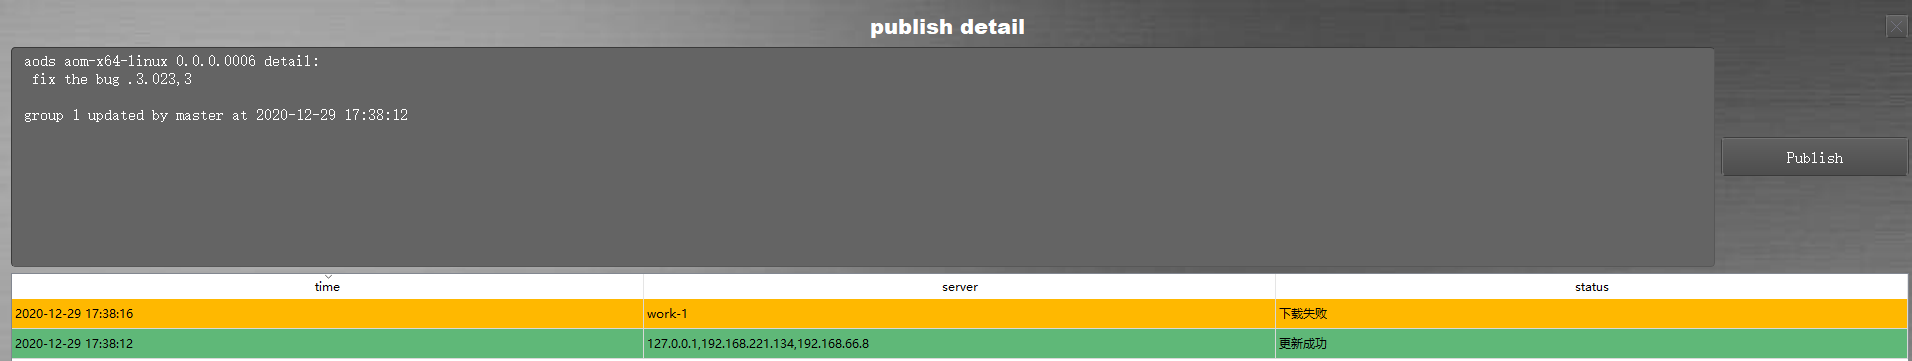 publish detail
aods aom-x64-linux 0.0.0.0006 detail:
fix the bug .3.023,3
group 1 updated by master at 2020-12-29 17:38:12
Publish
time server status
2020-12-29 17:38:16 work-1 下载失败
2020-12-29 17:38:12 127.0.0.1,192.168.221.134,192.168.66.8 更新成功